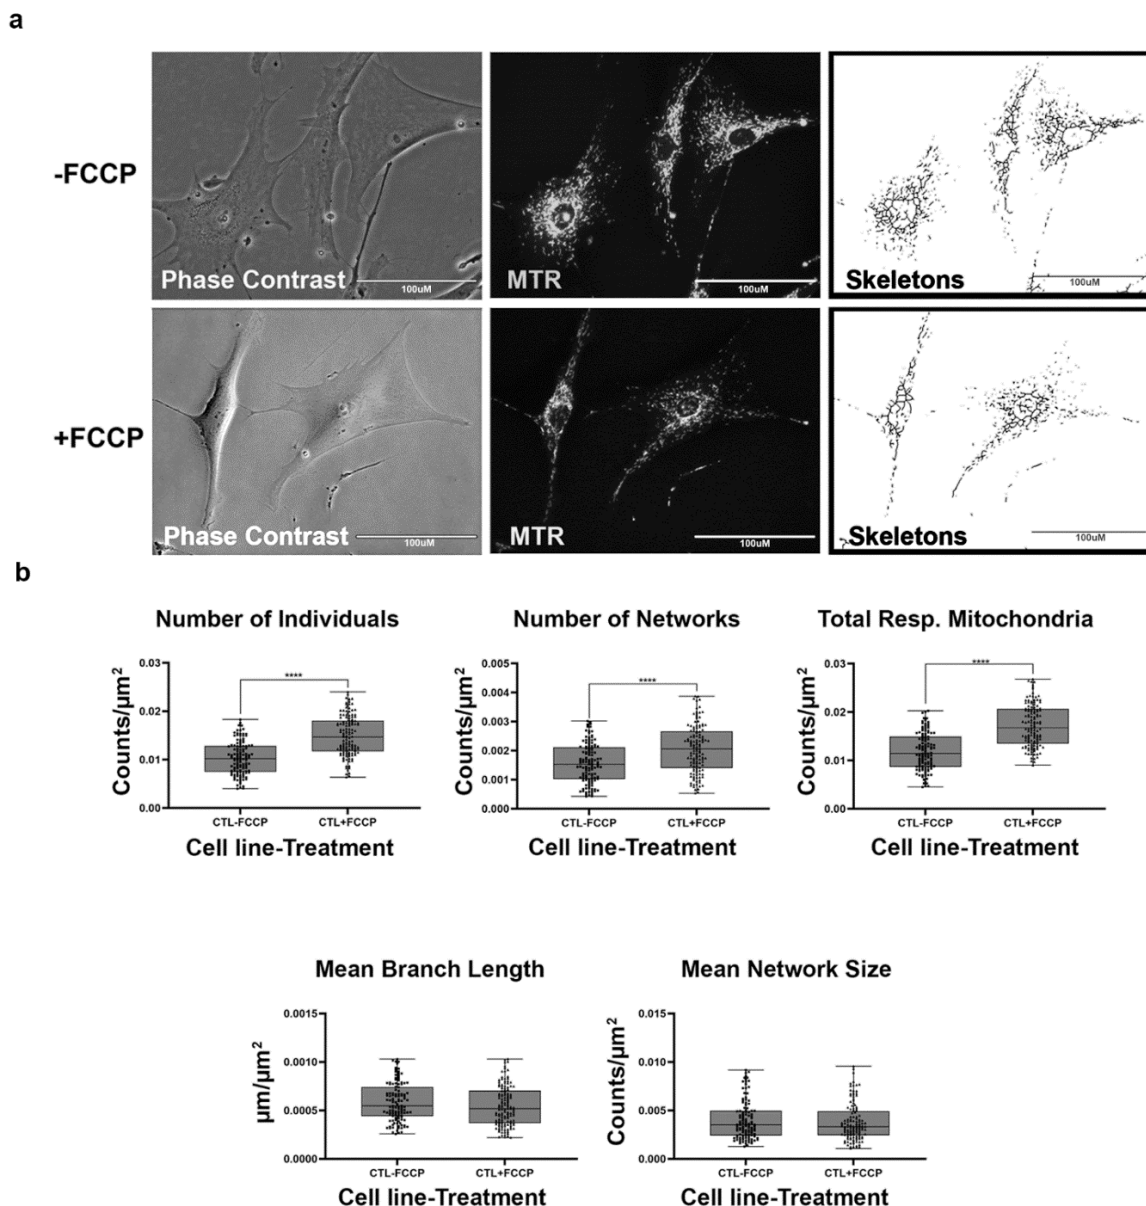 a
-FCCP
Phase Contrast
100uM
MTR
100uM
Skeletons
100uM
+FCCP
Phase Contrast
100uM
MTR
100uM
Skeletons
100uM
b
Number of Individuals
Counts/µm²
0.03
0.02
0.01
0.00
****
CTL-FCCP CTL+FCCP
Cell line-Treatment
Number of Networks
Counts/µm²
0.005
0.004
0.003
0.002
0.001
0.000
****
CTL-FCCP CTL+FCCP
Cell line-Treatment
Total Resp. Mitochondria
Counts/µm²
0.03
0.02
0.01
0.00
****
CTL-FCCP CTL+FCCP
Cell line-Treatment
Mean Branch Length
µm/µm²
0.0015
0.0010
0.0005
0.0000
CTL-FCCP CTL+FCCP
Cell line-Treatment
Mean Network Size
Counts/µm²
0.015
0.010
0.005
0.000
CTL-FCCP CTL+FCCP
Cell line-Treatment